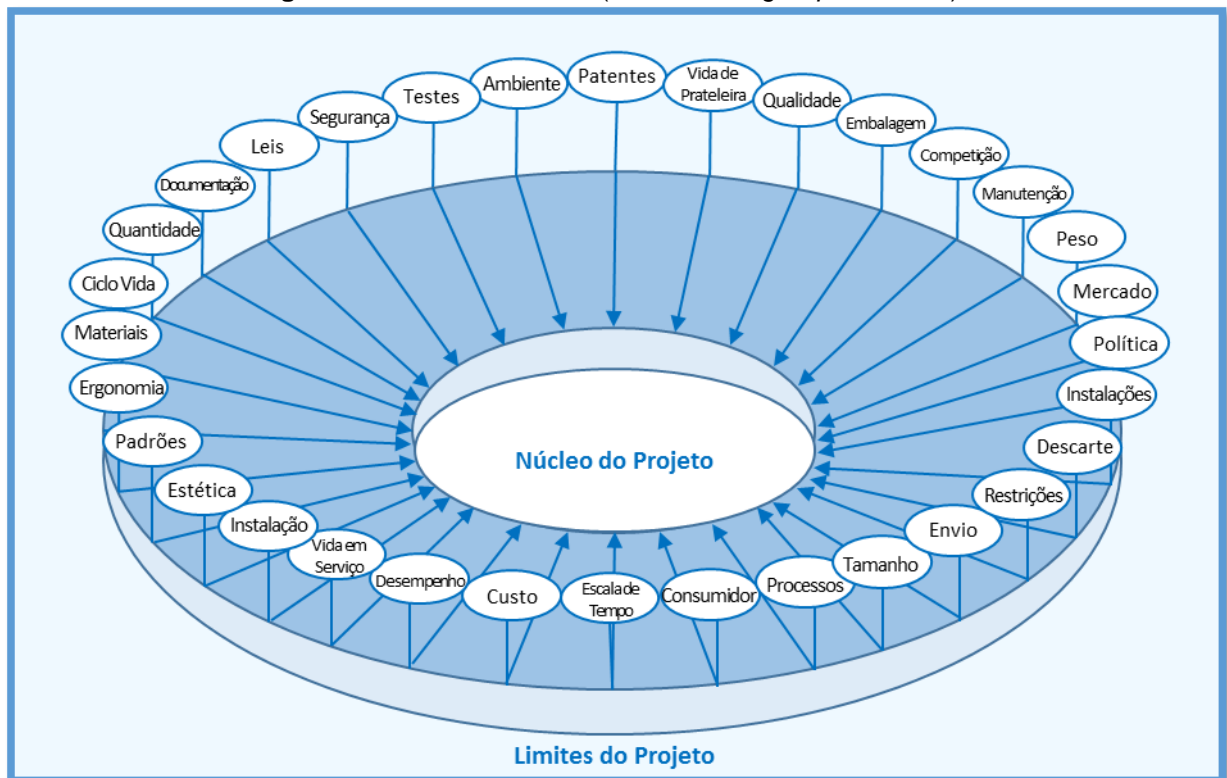 Patentes
Ambiente
Vida de
Prateleira
Testes
Qualidade
Segurança
Embalagem
Leis
Competição
Documentação
Manutenção
Quantidade
Peso
Ciclo Vida
Mercado
Materiais
Política
Ergonomia
Instalações
Padrões
Descarte
Núcleo do Projeto
Estética
Restrições
Instalação
Envio
Vida em
Serviço
Tamanho
Desempenho
Processos
Custo
Escala de
Tempo
Consumidor
Limites do Projeto